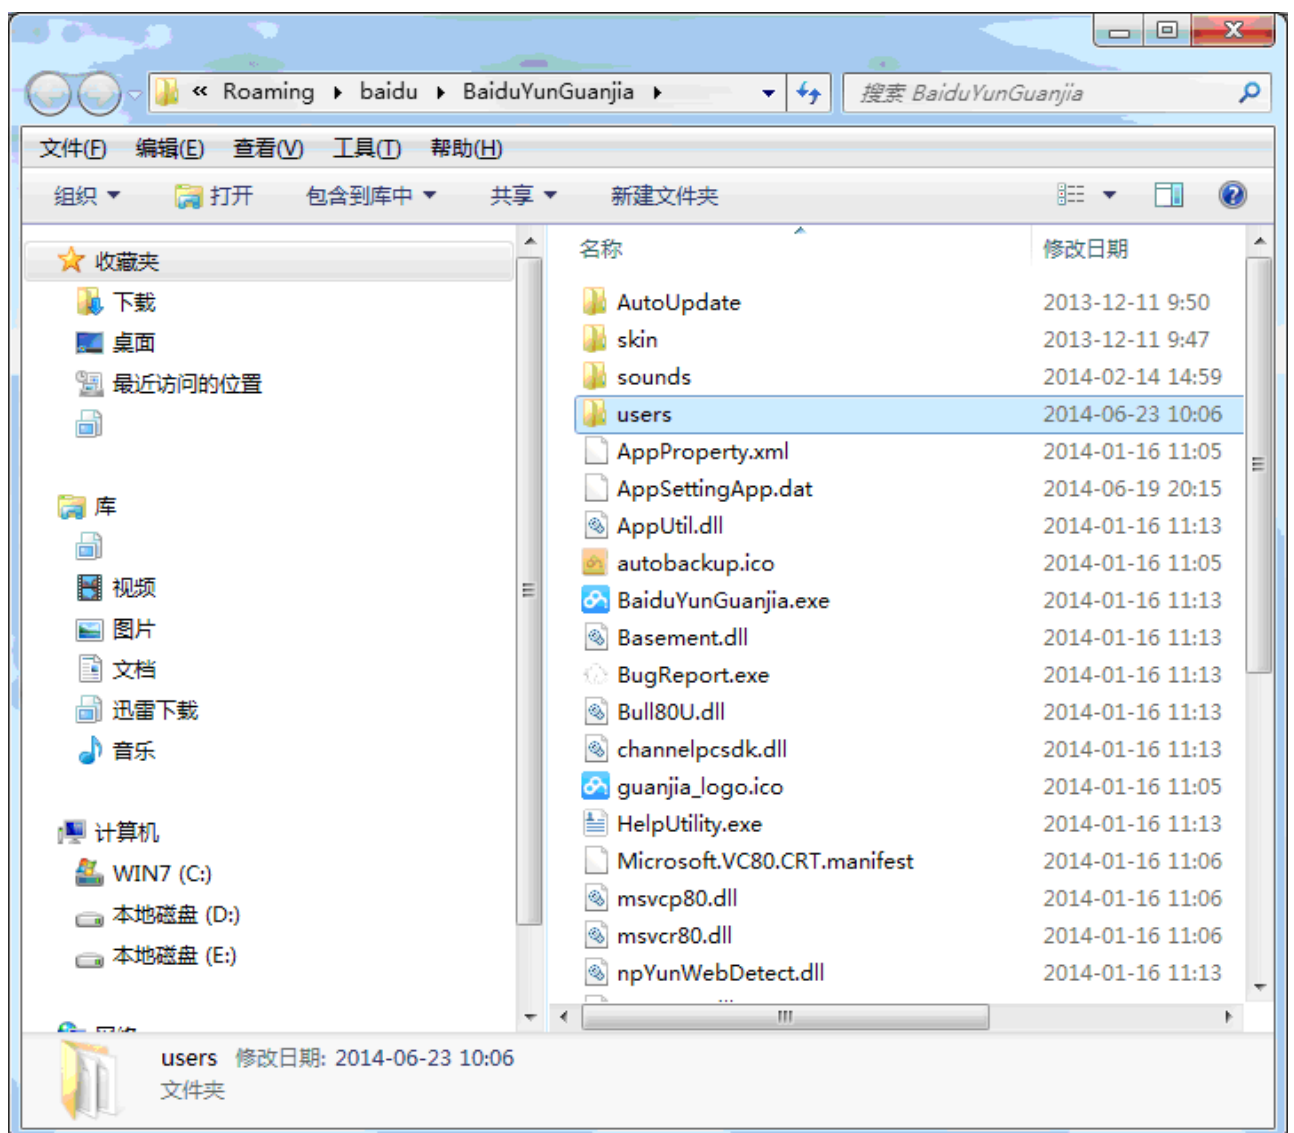 « Roaming baidu BaiduYunGuanjia 搜索 BaiduYunGuanjia
文件(F) 编辑(E) 查看(V) 工具(T) 帮助(H)
组织 打开 包含到库中 共享 新建文件夹
收藏夹
下载
桌面
最近访问的位置
库
视频
图片
文档
迅雷下载
音乐
计算机
WIN7 (C:)
本地磁盘 (D:)
本地磁盘 (E:)
名称 修改日期
AutoUpdate 2013-12-11 9:50
skin 2013-12-11 9:47
sounds 2014-02-14 14:59
users 2014-06-23 10:06
AppProperty.xml 2014-01-16 11:05
AppSettingApp.dat 2014-06-19 20:15
AppUtil.dll 2014-01-16 11:13
autobackup.ico 2014-01-16 11:05
BaiduYunGuanjia.exe 2014-01-16 11:13
Basement.dll 2014-01-16 11:13
BugReport.exe 2014-01-16 11:13
Bull80U.dll 2014-01-16 11:13
channelpcsdk.dll 2014-01-16 11:13
guanjia_logo.ico 2014-01-16 11:05
HelpUtility.exe 2014-01-16 11:13
Microsoft.VC80.CRT.manifest 2014-01-16 11:06
msvcp80.dll 2014-01-16 11:06
msvcr80.dll 2014-01-16 11:06
npYunWebDetect.dll 2014-01-16 11:13
users 修改日期: 2014-06-23 10:06
文件夹